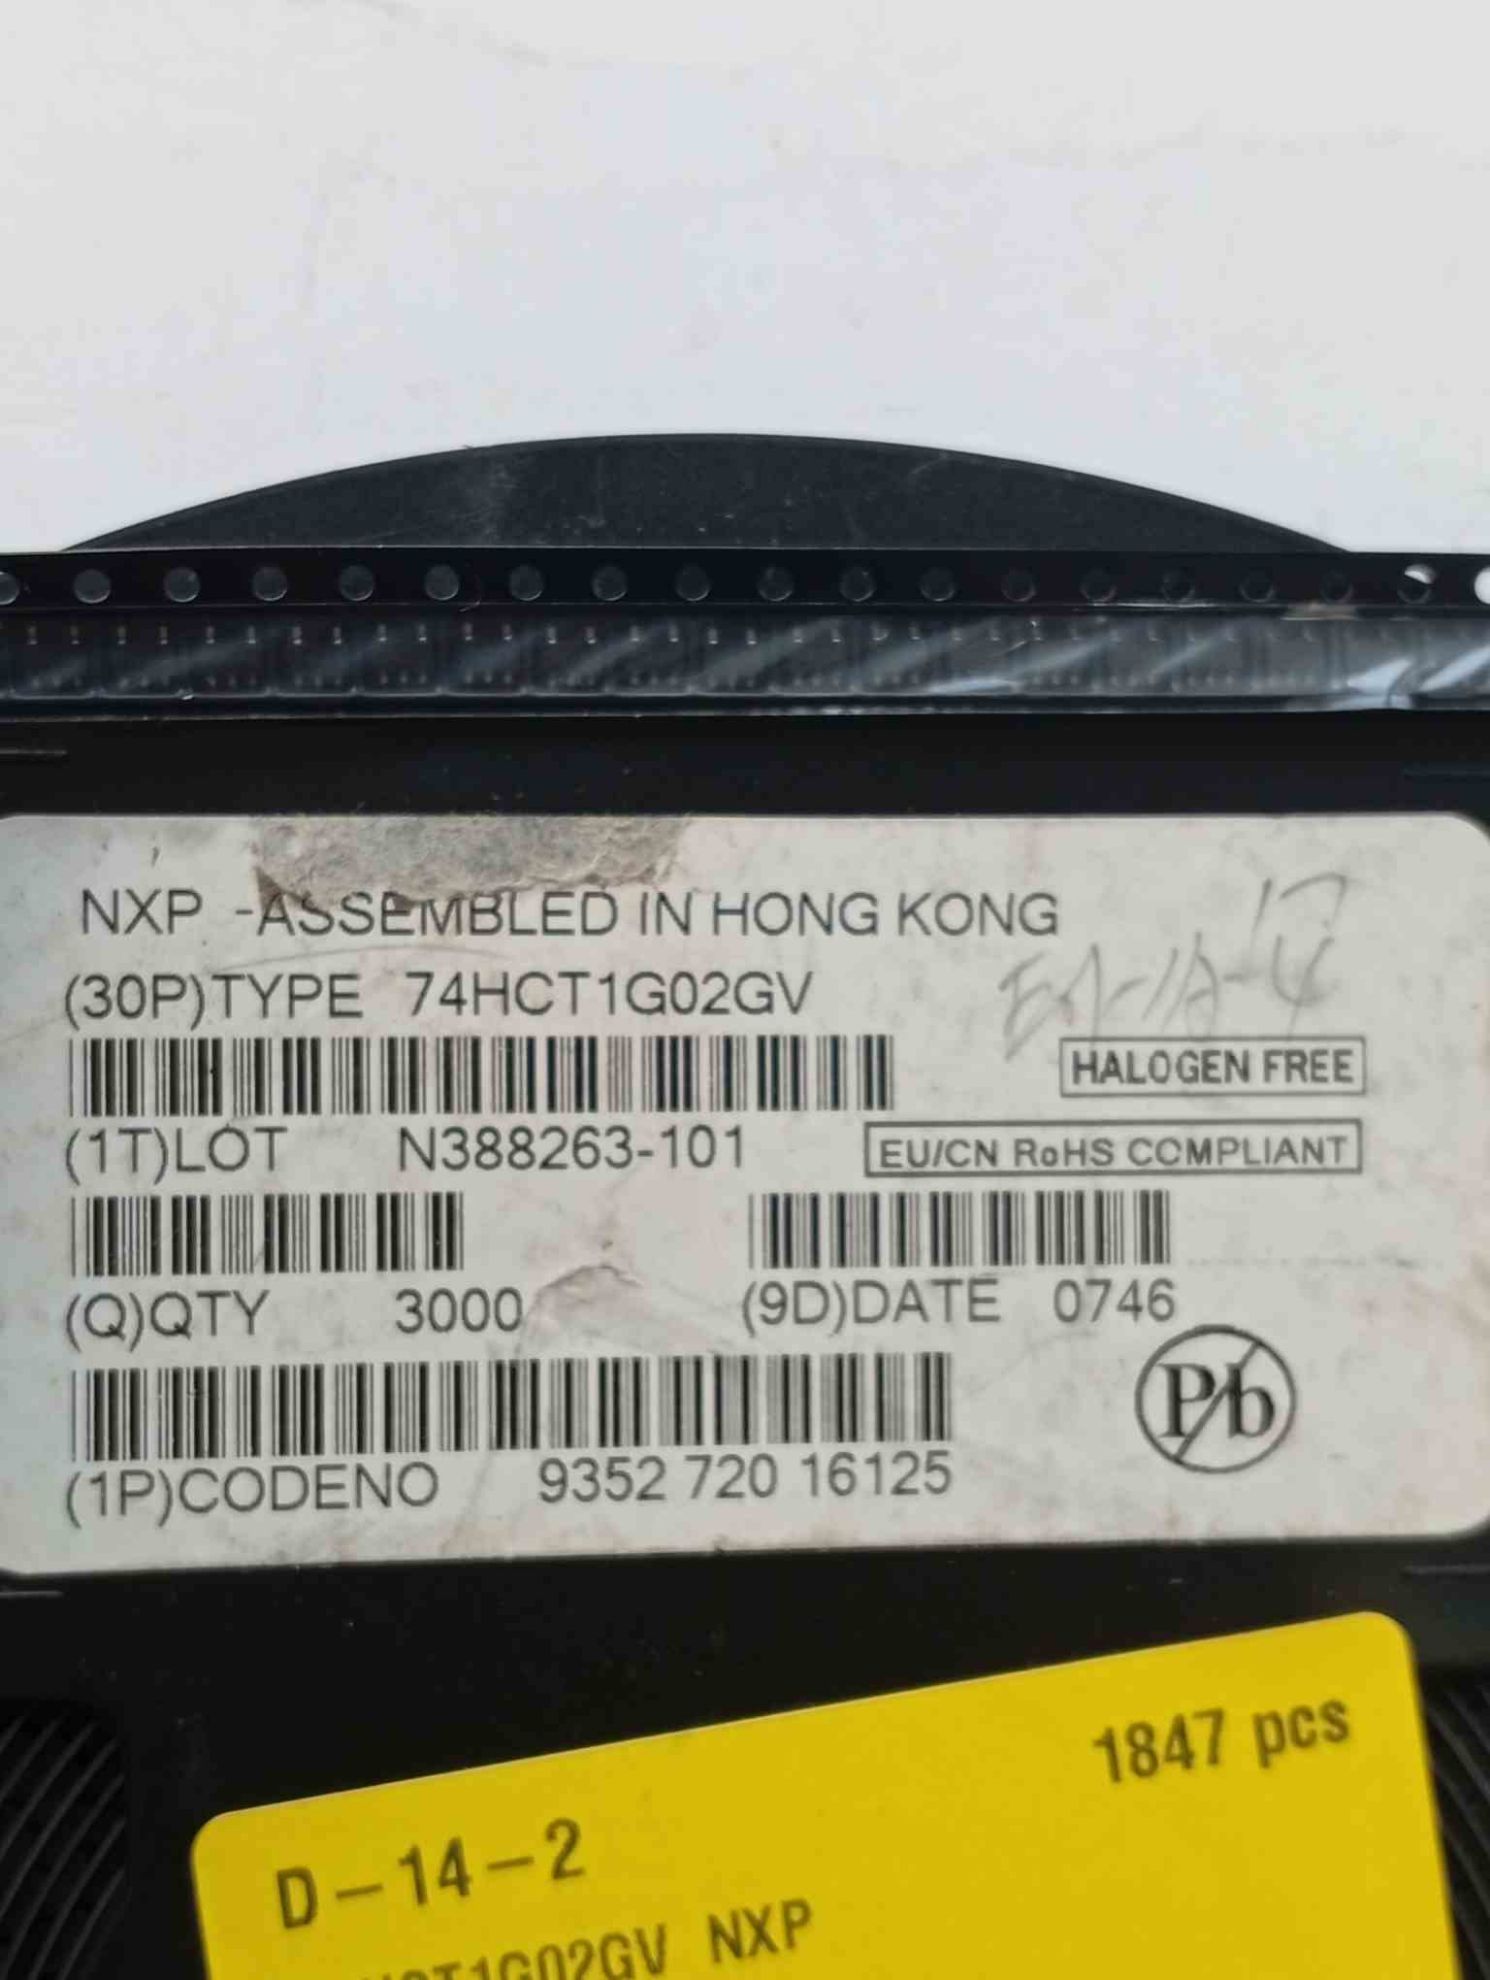 NXP -ASSEMBLED IN HONG KONG
(30P)TYPE 74HCT1G02GV
HALOGEN FREE
(1T)LOT N388263-101
EU/CN RoHS COMPLIANT
(Q)QTY 3000
(9D)DATE 0746
Pb
(1P)CODENO 9352 720 16125
1847 pcs
D-14-2
HCT1G02GV NXP